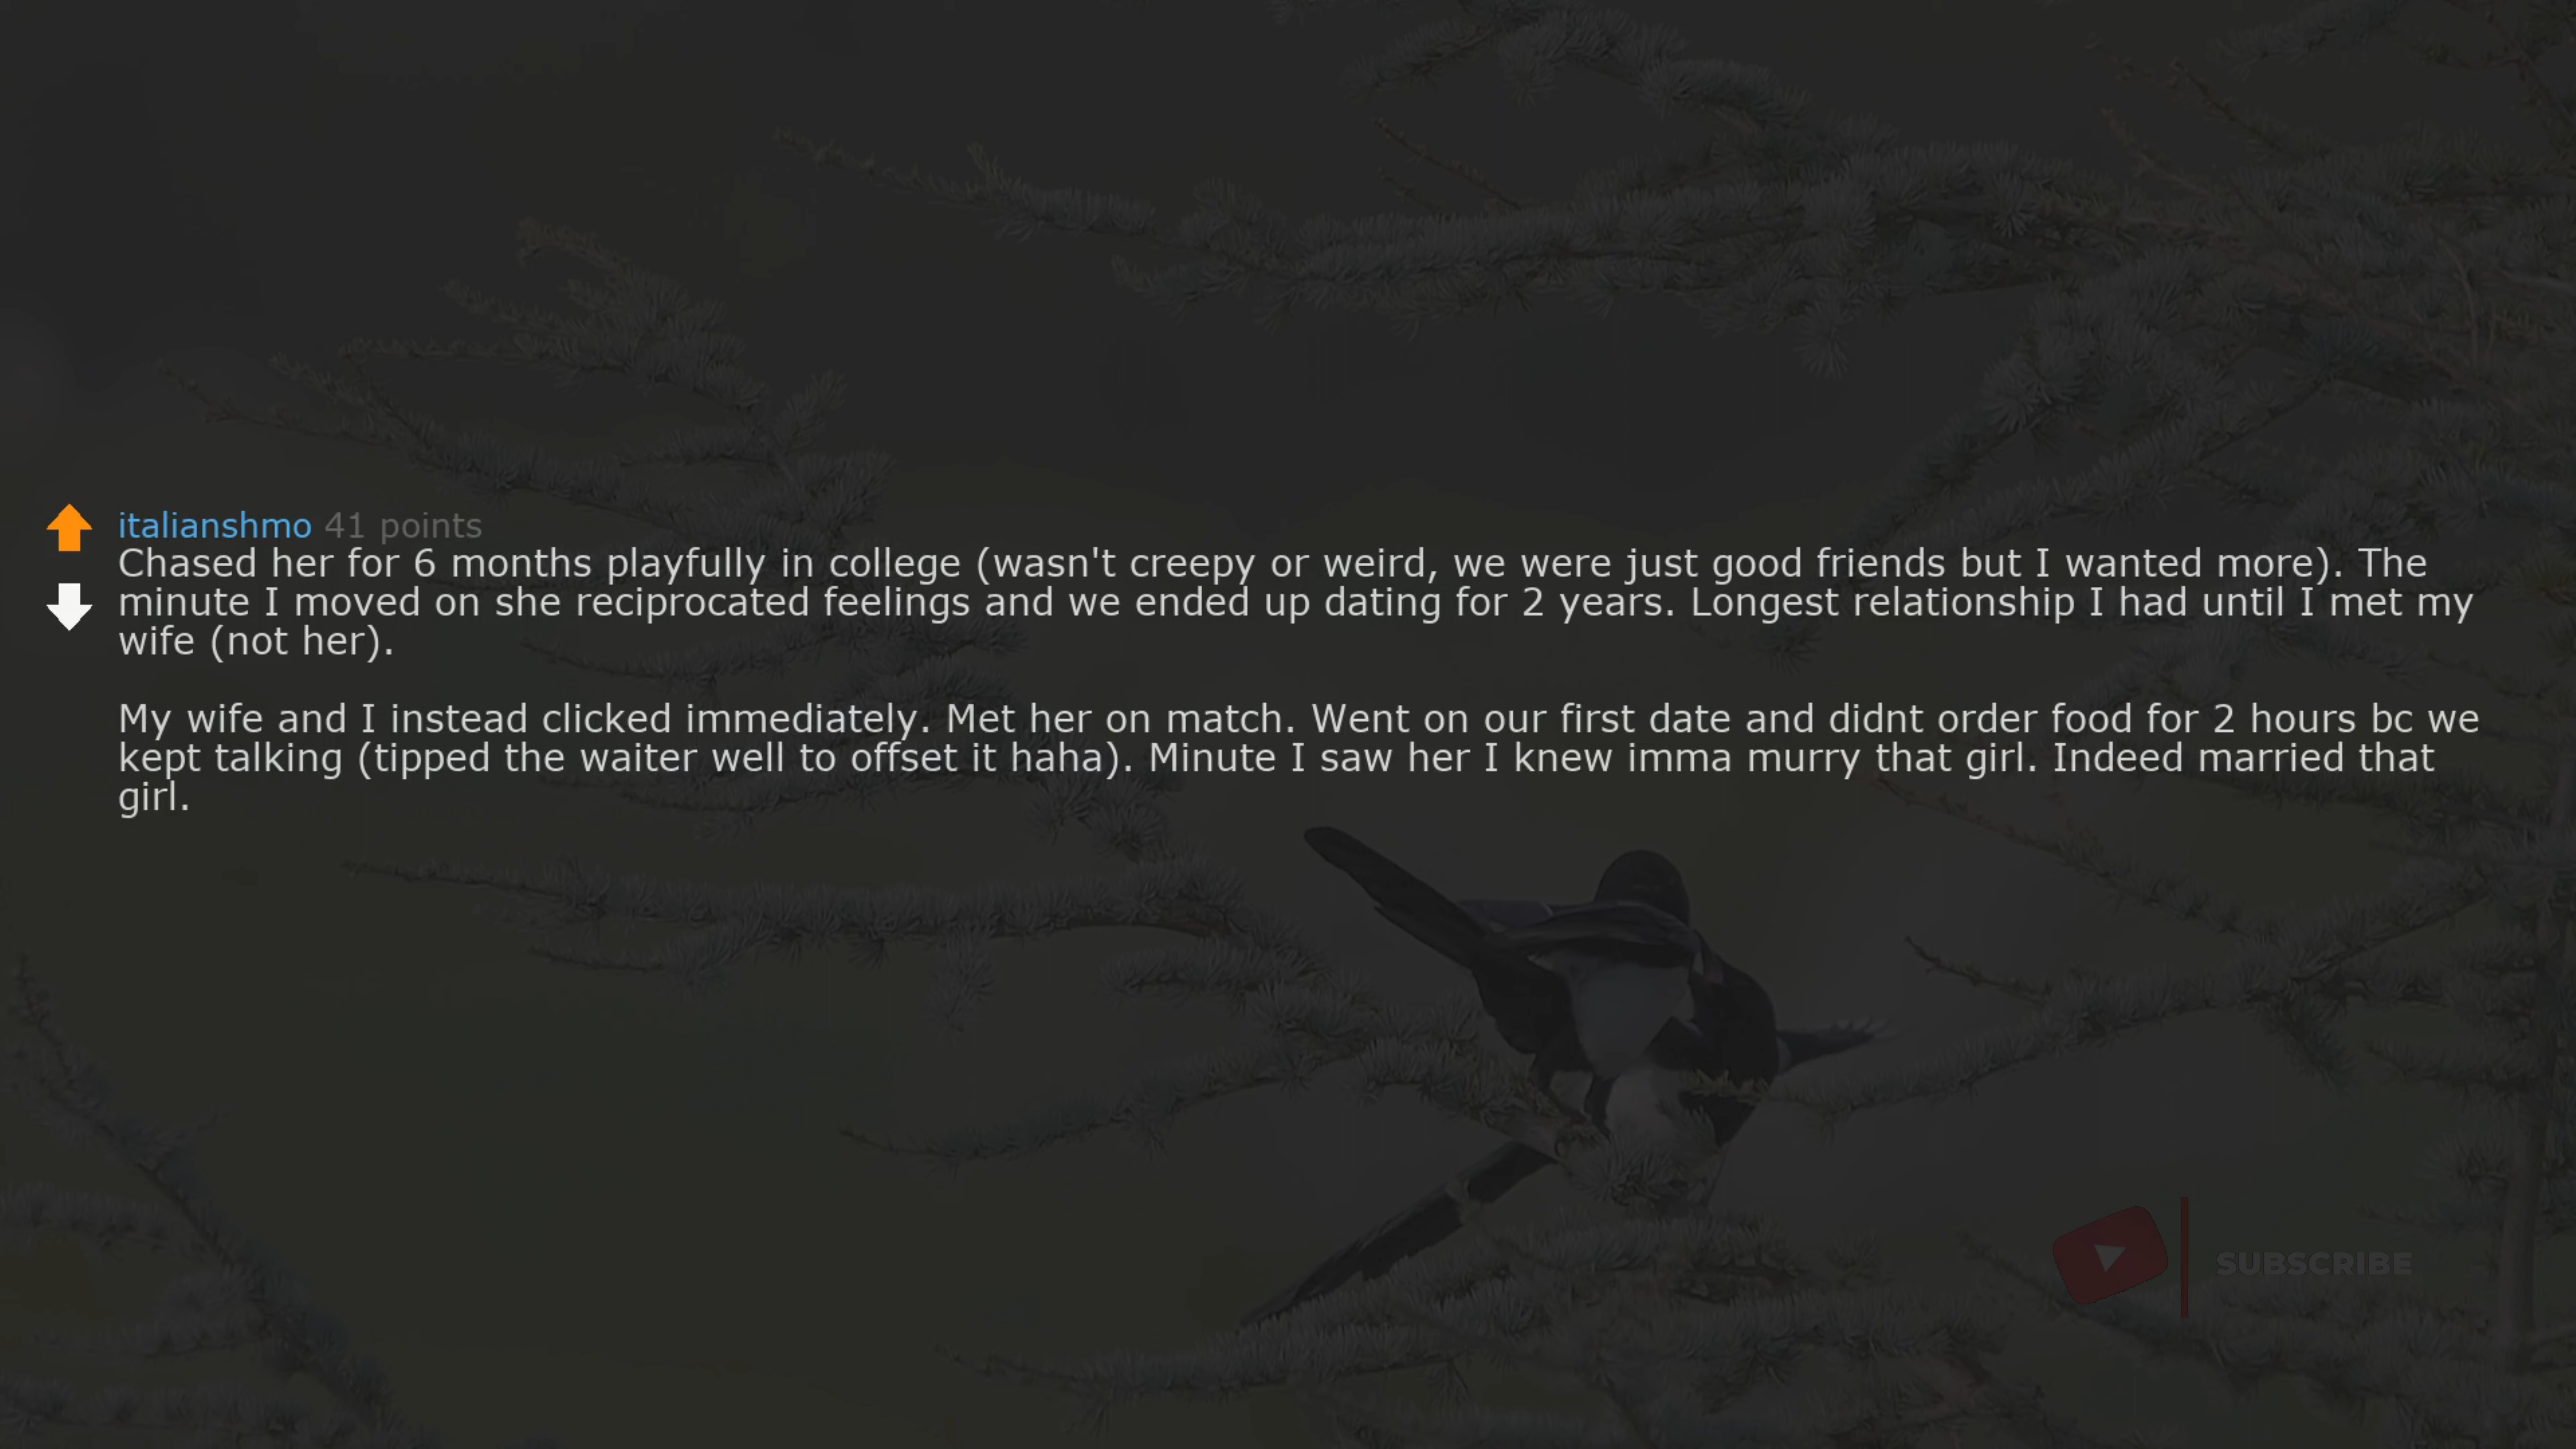 italianshmo 41 points
Chased her for 6 months playfully in college (wasn't creepy or weird, we were just good friends but I wanted more). The
minute I moved on she reciprocated feelings and we ended up dating for 2 years. Longest relationship I had until I met my
wife (not her).
My wife and I instead clicked immediately. Met her on match. Went on our first date and didnt order food for 2 hours bc we
kept talking (tipped the waiter well to offset it haha). Minute I saw her I knew imma murry that girl. Indeed married that
girl.
SUBSCRIBE